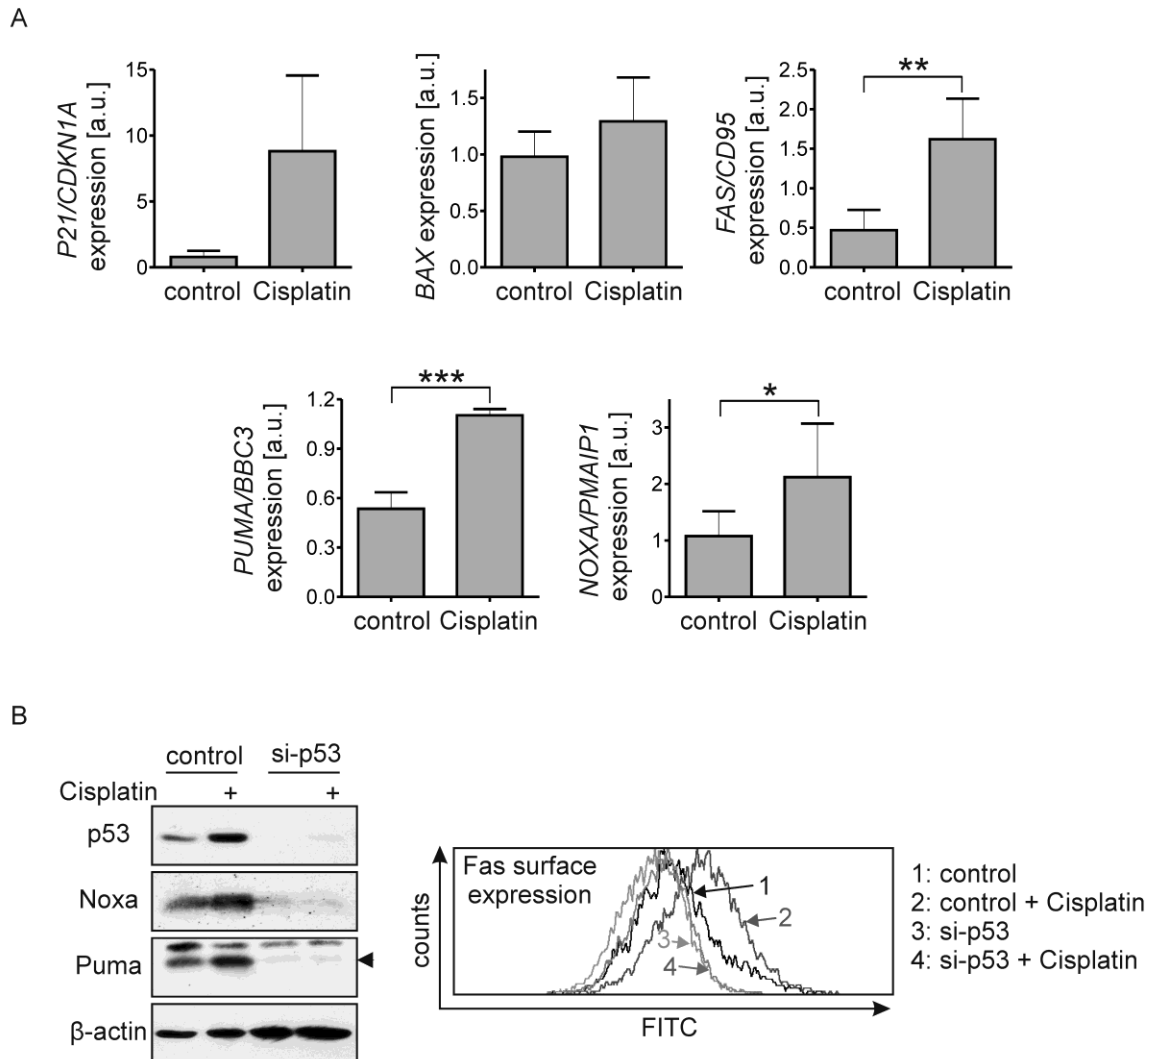 A
P21/CDKN1A
expression [a.u.]
15
10
5
0
control Cisplatin
BAX expression [a.u.]
1.5
1.0
0.5
0.0
control Cisplatin
FAS/CD95
expression [a.u.]
2.5
2.0
1.5
1.0
0.5
0.0
**
control Cisplatin
PUMA/BBC3
expression [a.u.]
1.2
0.9
0.6
0.3
0.0
***
control Cisplatin
NOXA/PMAIP1
expression [a.u.]
3
2
1
0
*
control Cisplatin
B
control si-p53
Cisplatin + +
p53
Noxa
Puma
β-actin
Fas surface
expression
counts
FITC
1
2
3
4
1: control
2: control + Cisplatin
3: si-p53
4: si-p53 + Cisplatin